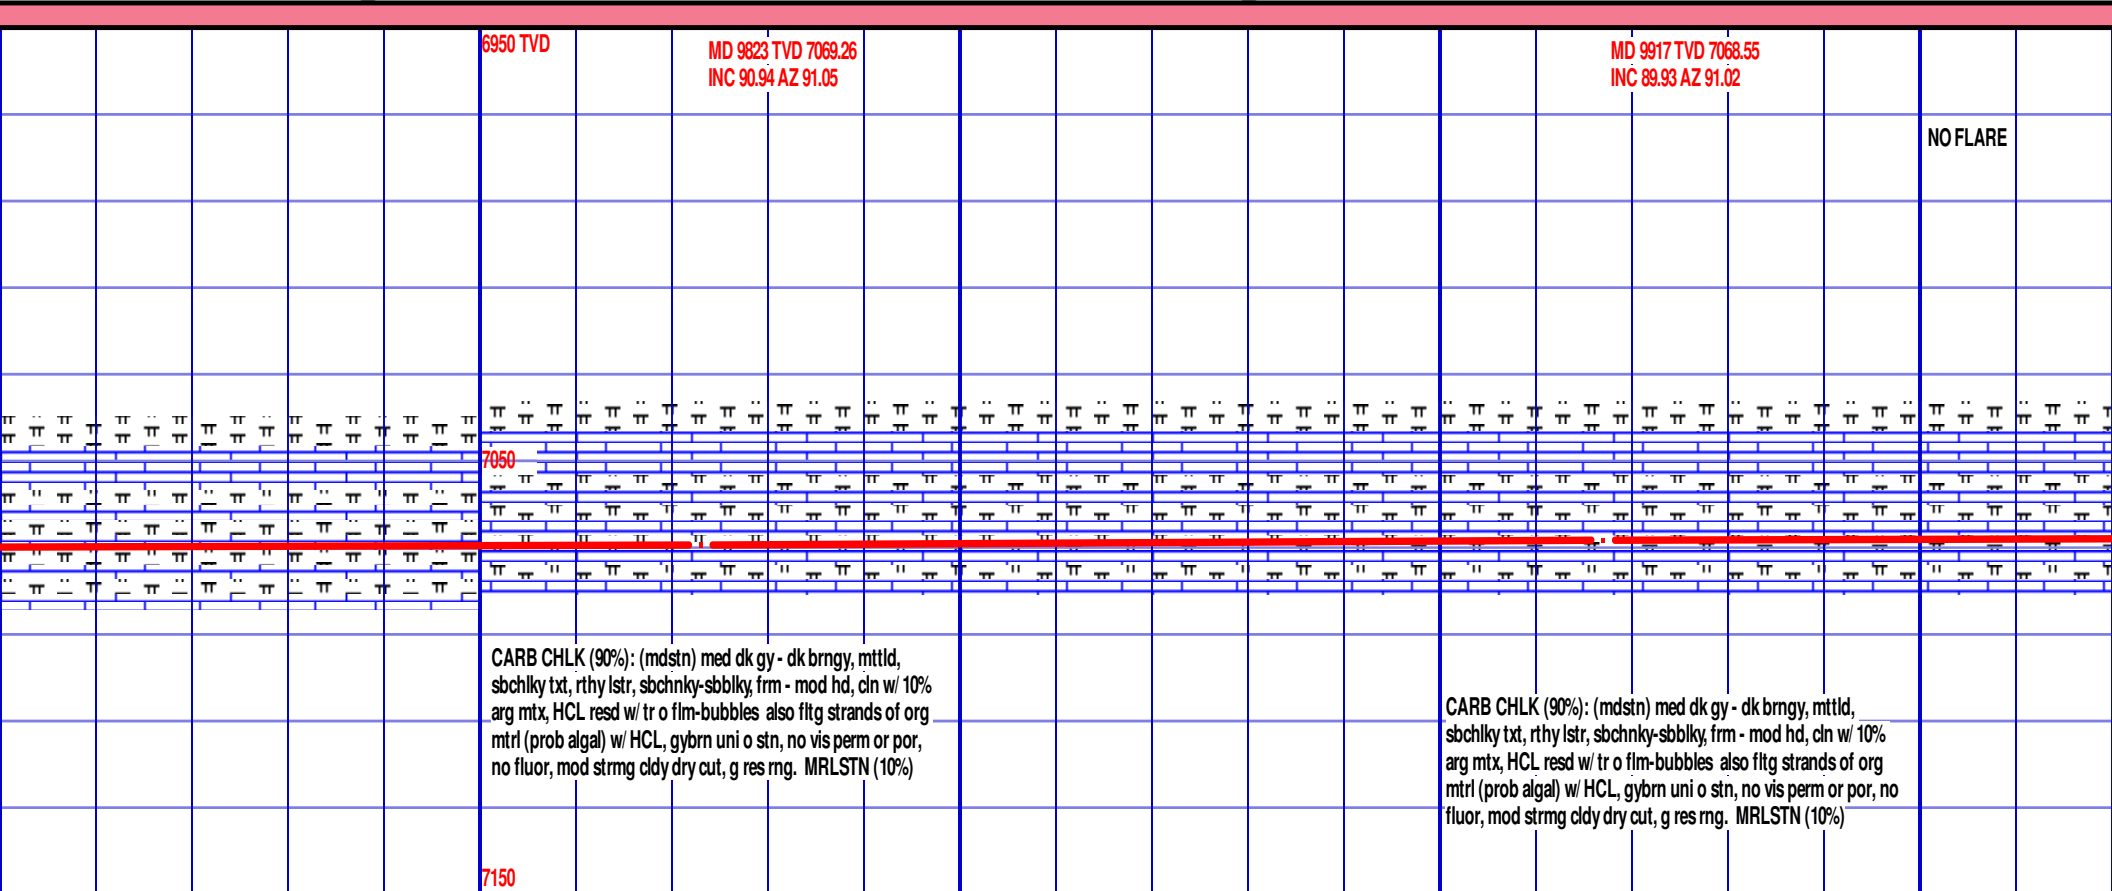 6950 TVD
MD 9823 TVD 7069.26
INC 90.94 AZ 91.05
MD 9917 TVD 7068.55
INC 89.93 AZ 91.02
NO FLARE
7050
CARB CHLK (90%): (mdstn) med dk gy - dk brngy, mttld,
sbchlky txt, rthy lstr, sbchnky-sbblky, frm - mod hd, cln w/ 10%
arg mtx, HCL resd w/ tr o flm-bubbles also fltg strands of org
mtrl (prob algal) w/ HCL, gybrn uni o stn, no vis perm or por,
no fluor, mod strmg cldy dry cut, g res rng. MRLSTN (10%)
CARB CHLK (90%): (mdstn) med dk gy - dk brngy, mttld,
sbchlky txt, rthy lstr, sbchnky-sbblky, frm - mod hd, cln w/ 10%
arg mtx, HCL resd w/ tr o flm-bubbles also fltg strands of org
mtrl (prob algal) w/ HCL, gybrn uni o stn, no vis perm or por, no
fluor, mod strmg cldy dry cut, g res rng. MRLSTN (10%)
7150